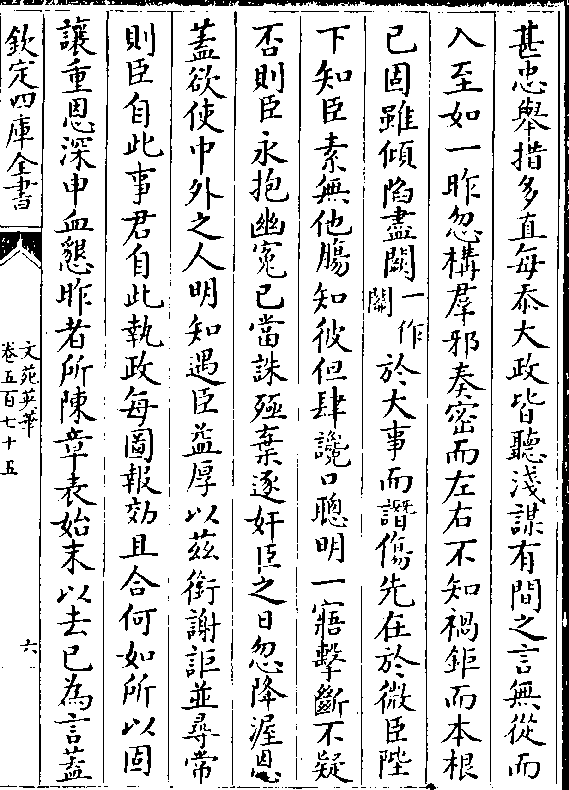 甚忠舉措多直每忝大政皆聽淺謀有間之言無從而
入至如一昨忽構羣邪奏密而左右不知禍鉅而本根
已固雖傾陷盡關一作闗於大事而譖傷先在於微臣陛
下知臣素無他膓知彼但肆讒口聰明一寤擊斷不疑
否則臣永抱幽寃已當誅殛棄逐奸臣之日忽降渥恩
葢欲使中外之人明知遇臣益厚以兹銜謝詎並尋常
則臣自此事君自此執政每圖報効且合何如所以固
讓重恩深申血懇昨者所陳章表始末以去已為言葢
欽定四庫全書
文苑英華
卷五百七十五
六